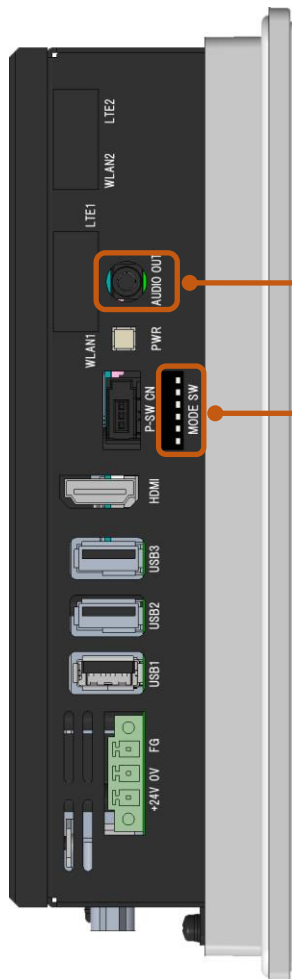 LTE2
WLAN2
LTE1
WLAN1
AUDIO OUT
PWR
P-SW CN
MODE SW
HDMI
USB3
USB2
USB1
+24V 0V FG